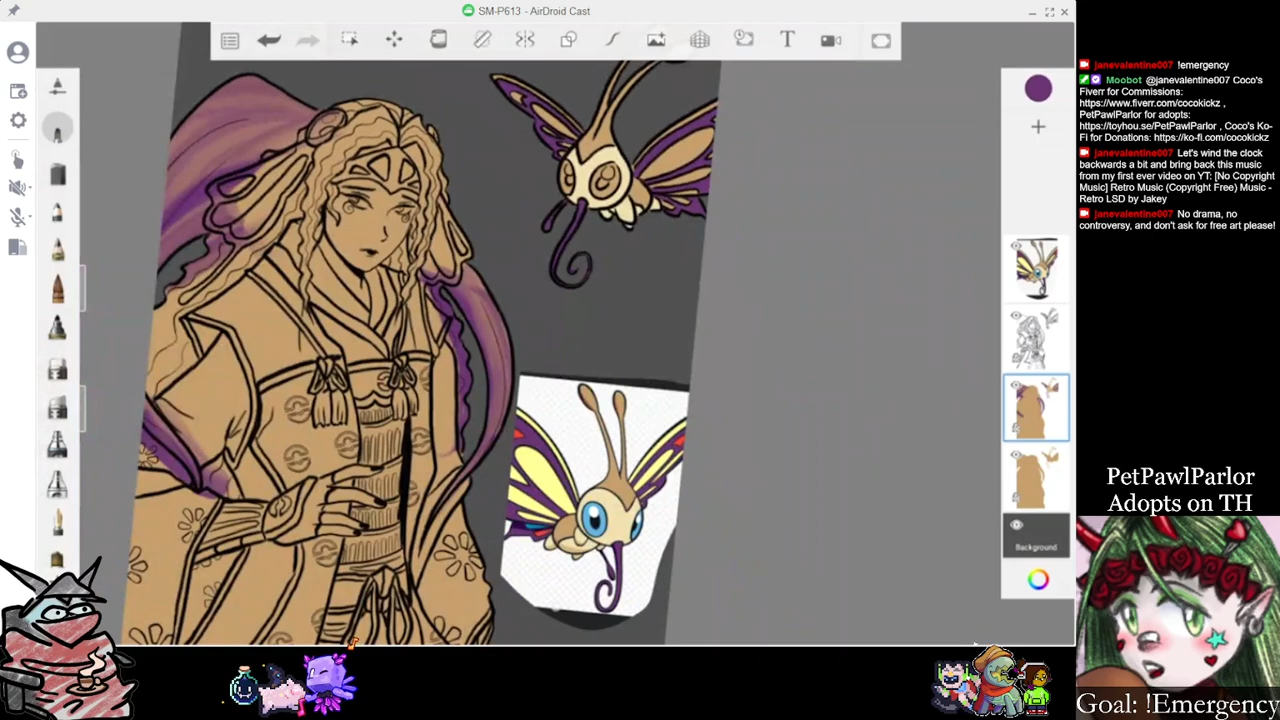 SM-P613 - AirDroid Cast
T
Background
janevalentine007 !emergency
Moobot @janevalentine007 Coco's
Fiverr for Commissions:
https://www.fiverr.com/cocokickz ,
PetPawlParlor for adopts:
https://toyhou.se/PetPawlParlor , Coco's Ko-
Fi for Donations: https://ko-fi.com/cocokickz
janevalentine007 Let's wind the clock
backwards a bit and bring back this music
from my first ever video on YT: [No Copyright
Music] Retro Music (Copyright Free) Music -
Retro LSD by Jakey
janevalentine007 No drama, no
controversy, and don't ask for free art please!
PetPawlParlor
Adopts on TH
Goal: !Emergency